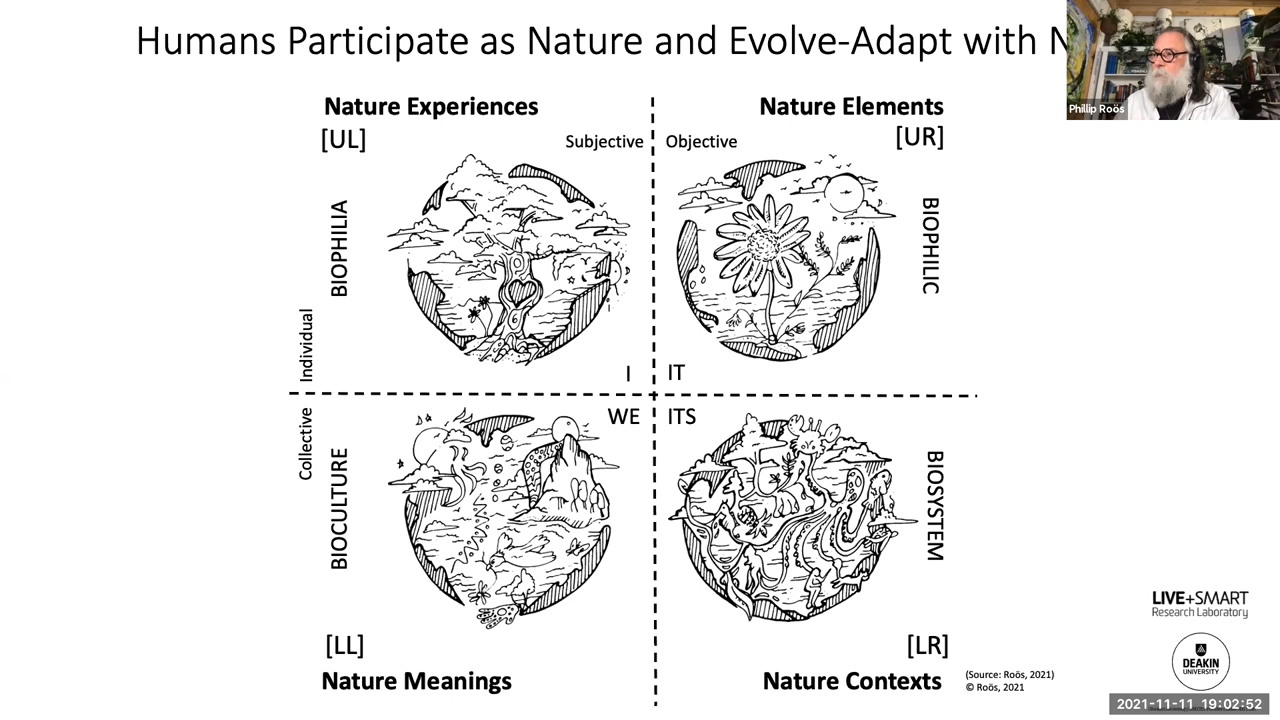 Humans Participate as Nature and Evolve-Adapt with N
Phillip Roös
Nature Experiences
Nature Elements
[UL]
[UR]
Subjective
Objective
BIOPHILIA
BIOPHILIC
Individual
I
IT
Collective
WE
ITS
BIOCULTURE
BIOSYSTEM
[LL]
[LR]
Nature Meanings
Nature Contexts
(Source: Roös, 2021)
© Roös, 2021
LIVE+SMART
Research Laboratory
DEAKIN
UNIVERSITY
2021-11-11 19:02:52